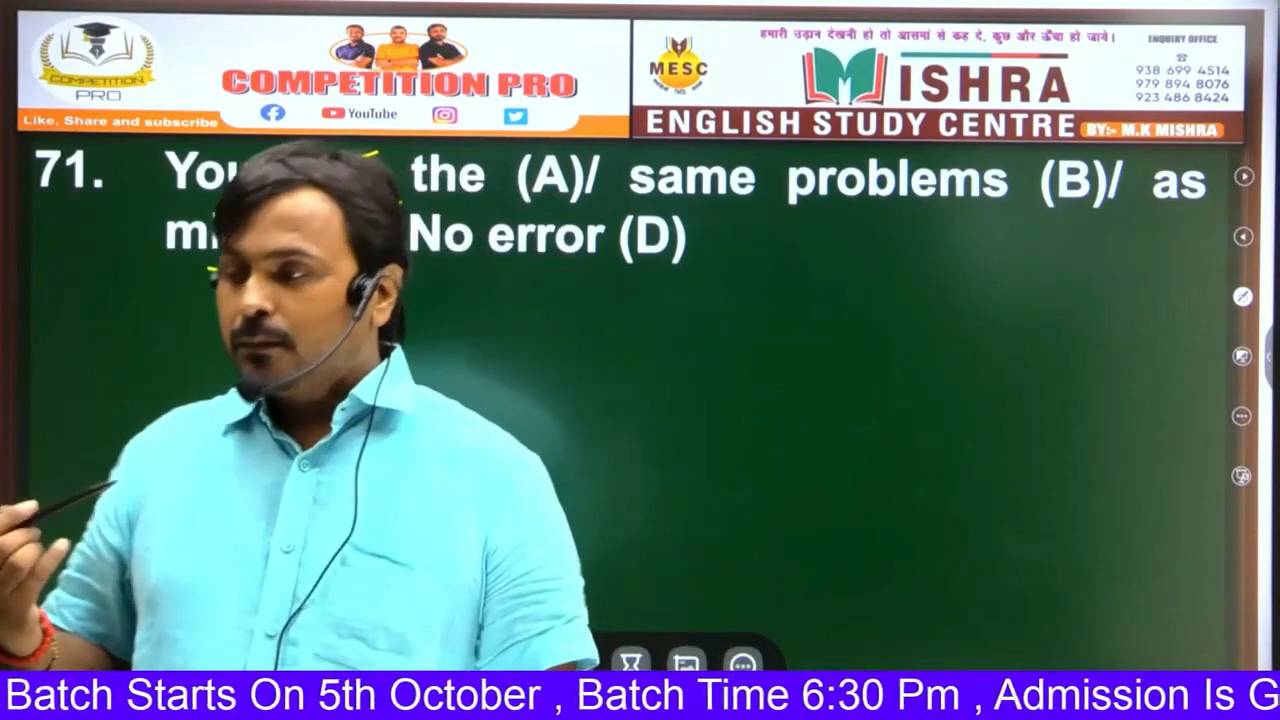 COMPETITION
PRO
COMPETITION PRO
Like, Share and subscribe
YouTube
हमारी उड़ान देखनी हो तो आसमां से कह दे, कुछ और ऊँचा हो जाये।
MESC
MISHRA
ENQUIRY OFFICE
938 699 4514
979 894 8076
923 486 8424
ENGLISH STUDY CENTRE BY:- M.K MISHRA
71. the (A)/ same problems (B)/ as
No error (D)
Batch Starts On 5th October , Batch Time 6:30 Pm , Admission Is G